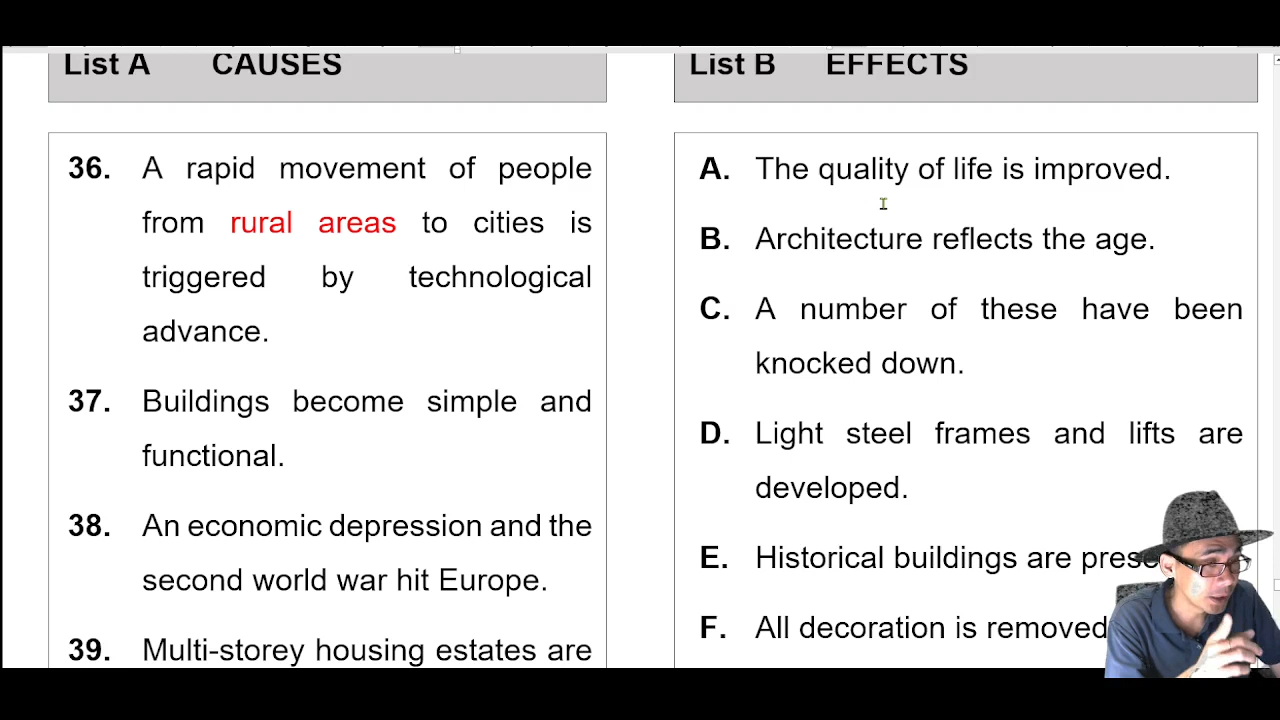 List A CAUSES
36. A rapid movement of people
from rural areas to cities is
triggered by technological
advance.
37. Buildings become simple and
functional.
38. An economic depression and the
second world war hit Europe.
39. Multi-storey housing estates are
List B EFFECTS
A. The quality of life is improved.
B. Architecture reflects the age.
C. A number of these have been
knocked down.
D. Light steel frames and lifts are
developed.
E. Historical buildings are
F. All decoration is removed